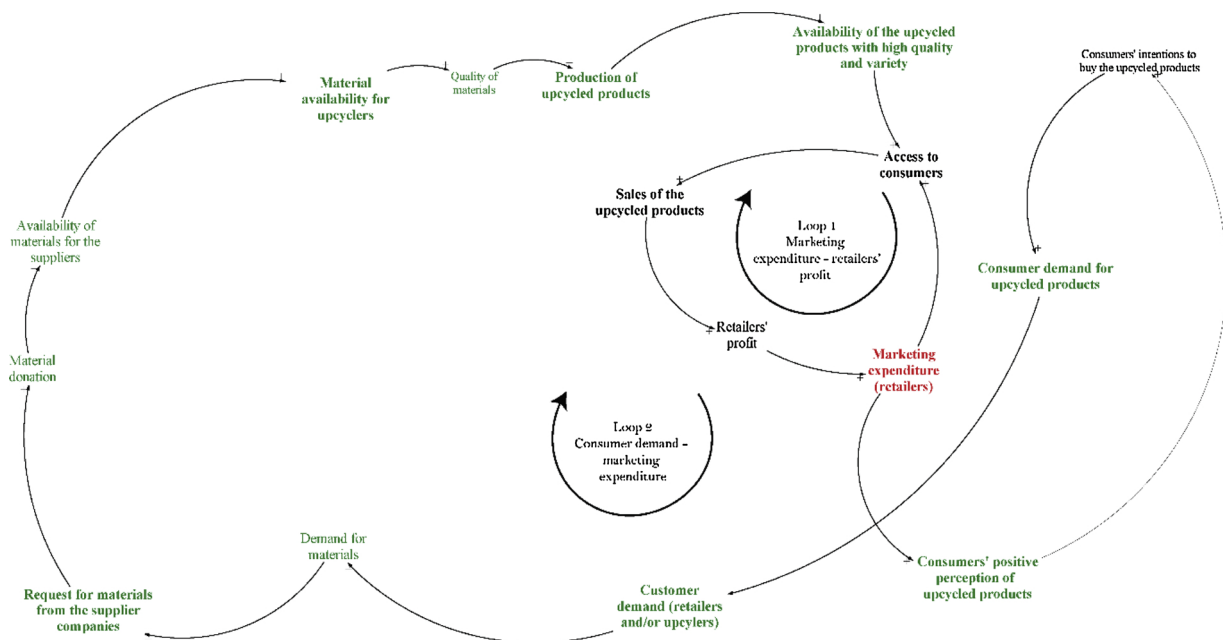 Availability of the upcycled
products with high quality
and variety
Consumers' intentions to
buy the upcycled products
Material
availability for
upcyclers
Quality of
materials
Production of
upcycled products
Access to
consumers
Sales of the
upcycled products
Loop 1
Marketing
expenditure – retailers'
profit
Availability of
materials for the
suppliers
Consumer demand for
upcycled products
Retailers'
profit
Marketing
expenditure
(retailers)
Material
donation
Loop 2
Consumer demand –
marketing
expenditure
Demand for
materials
Consumers' positive
perception of
upcycled products
Request for materials
from the supplier
companies
Customer
demand (retailers
and/or upcylers)